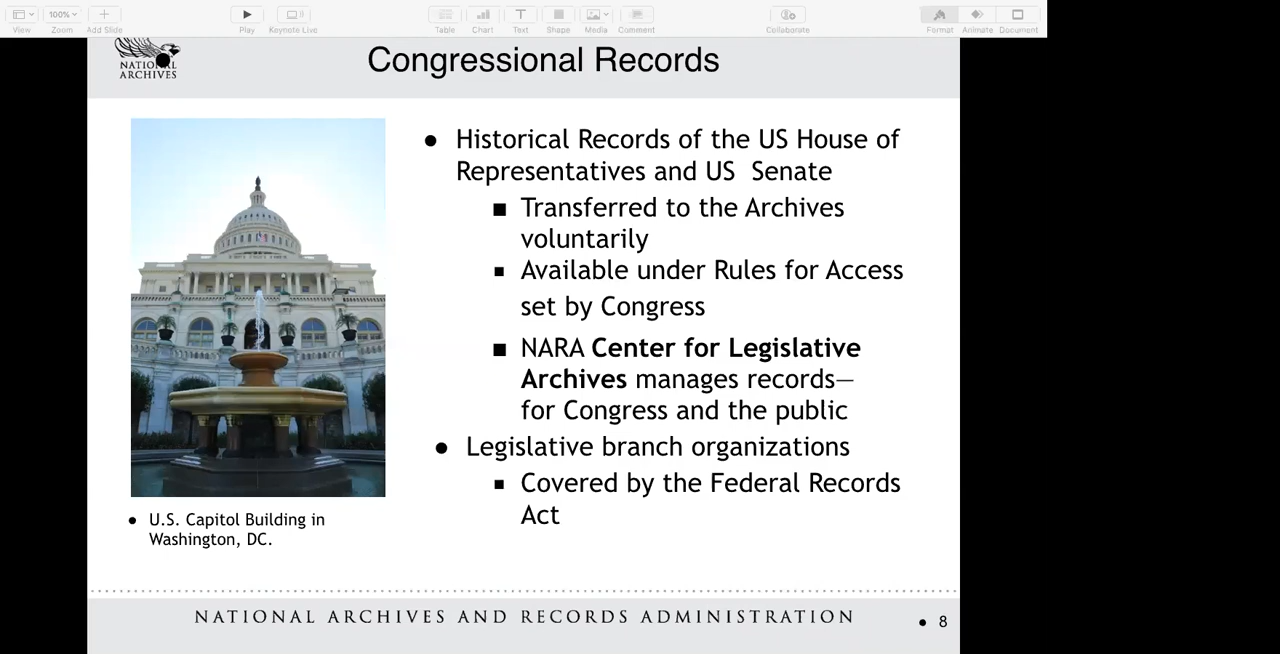 View
100%
Zoom
Add Slide
Play
Keynote Live
Table
Chart
Text
Shape
Media
Comment
Collaborate
Format
Animate
Document
NATIONAL
ARCHIVES
Congressional Records
● Historical Records of the US House of
Representatives and US  Senate
■ Transferred to the Archives
voluntarily
■ Available under Rules for Access
set by Congress
■ NARA Center for Legislative
Archives manages records—
for Congress and the public
● Legislative branch organizations
■ Covered by the Federal Records
Act
● U.S. Capitol Building in
Washington, DC.
NATIONAL ARCHIVES AND RECORDS ADMINISTRATION
● 8